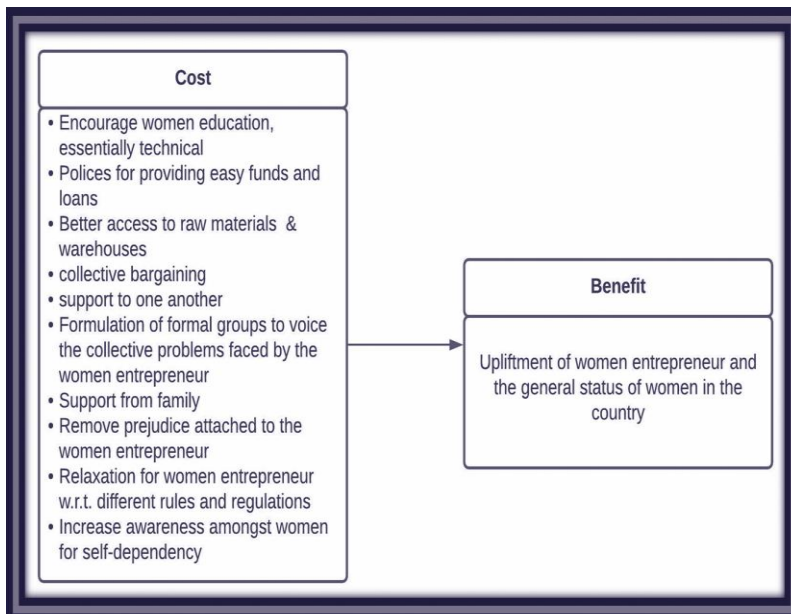 Cost
• Encourage women education,
essentially technical
• Polices for providing easy funds and
loans
• Better access to raw materials &
warehouses
• collective bargaining
• support to one another
• Formulation of formal groups to voice
the collective problems faced by the
women entrepreneur
• Support from family
• Remove prejudice attached to the
women entrepreneur
• Relaxation for women entrepreneur
w.r.t. different rules and regulations
• Increase awareness amongst women
for self-dependency
Benefit
Upliftment of women entrepreneur and
the general status of women in the
country